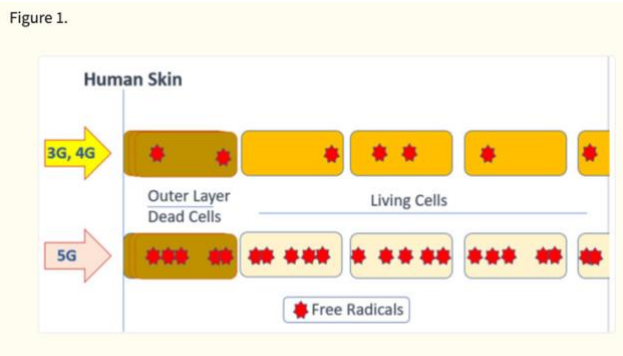 Figure 1.
Human Skin
3G, 4G
Outer Layer
Dead Cells
Living Cells
5G
Free Radicals